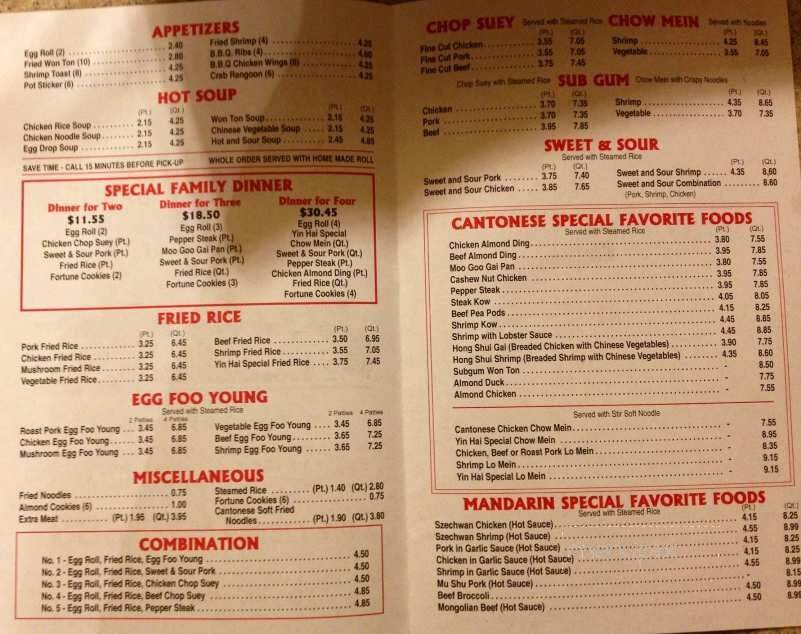 APPETIZERS
Egg Roll (2) 2.40
Fried Won Ton (10) 2.80
Shrimp Toast (8) 4.25
Pot Sticker (6) 4.25
Fried Shrimp (4) 4.25
B.B.Q. Ribs (4) 4.60
B.B.Q Chicken Wings (8) 4.25
Crab Rangoon (6) 4.25
HOT SOUP
(Pt.) (Qt.)
Chicken Rice Soup 2.15 4.25
Chicken Noodle Soup 2.15 4.25
Egg Drop Soup 2.15 4.25
(Pt.) (Qt.)
Won Ton Soup 2.15 4.25
Chinese Vegetable Soup 2.15 4.25
Hot and Sour Soup 2.45 4.85
SAVE TIME - CALL 15 MINUTES BEFORE PICK-UP WHOLE ORDER SERVED WITH HOME MADE ROLL
SPECIAL FAMILY DINNER
Dinner for Two
$11.55
Egg Roll (2)
Chicken Chop Suey (Pt.)
Sweet & Sour Pork (Pt.)
Fried Rice (Pt.)
Fortune Cookies (2)
Dinner for Three
$18.50
Egg Roll (3)
Pepper Steak (Pt.)
Moo Goo Gai Pan (Pt.)
Sweet & Sour Pork (Pt.)
Fried Rice (Qt.)
Fortune Cookies (3)
Dinner for Four
$30.45
Egg Roll (4)
Yin Hai Special
Chow Mein (Qt.)
Sweet & Sour Pork (Qt.)
Pepper Steak (Pt.)
Chicken Almond Ding (Pt.)
Fried Rice (Qt.)
Fortune Cookies (4)
FRIED RICE
(Pt.) (Qt.)
Pork Fried Rice 3.25 6.45
Chicken Fried Rice 3.25 6.45
Mushroom Fried Rice 3.25 6.45
Vegetable Fried Rice 3.25 6.45
(Pt.) (Qt.)
Beef Fried Rice 3.50 6.95
Shrimp Fried Rice 3.55 7.05
Yin Hai Special Fried Rice 3.75 7.45
EGG FOO YOUNG
Served with Steamed Rice
2 Patties 4 Patties
Roast Pork Egg Foo Young 3.45 6.85
Chicken Egg Foo Young 3.45 6.85
Mushroom Egg Foo Young 3.45 6.85
2 Patties 4 Patties
Vegetable Egg Foo Young 3.45 6.85
Beef Egg Foo Young 3.65 7.25
Shrimp Egg Foo Young 3.65 7.25
MISCELLANEOUS
Fried Noodles 0.75
Almond Cookies (6) 1.00
Extra Meat (Pt.) 1.95 (Qt.) 3.95
Steamed Rice (Pt.) 1.40 (Qt.) 2.80
Fortune Cookies (6) 0.75
Cantonese Soft Fried
Noodles (Pt.) 1.90 (Qt.) 3.80
COMBINATION
No. 1 - Egg Roll, Fried Rice, Egg Foo Young 4.50
No. 2 - Egg Roll, Fried Rice, Sweet & Sour Pork 4.50
No. 3 - Egg Roll, Fried Rice, Chicken Chop Suey 4.50
No. 4 - Egg Roll, Fried Rice, Beef Chop Suey 4.85
No. 5 - Egg Roll, Fried Rice, Pepper Steak 4.85
CHOP SUEY Served with Steamed Rice
(Pt.) (Qt.)
Fine Cut Chicken 3.55 7.05
Fine Cut Pork 3.55 7.05
Fine Cut Beef 3.75 7.45
CHOW MEIN Served with Noodles
(Pt.) (Qt.)
Shrimp 4.25 8.45
Vegetable 3.55 7.05
Chop Suey with Steamed Rice SUB GUM Chow Mein with Crispy Noodles
(Pt.) (Qt.)
Chicken 3.70 7.35
Pork 3.70 7.35
Beef 3.95 7.85
(Pt.) (Qt.)
Shrimp 4.35 8.65
Vegetable 3.70 7.35
SWEET & SOUR
Served with Steamed Rice
(Pt.) (Qt.)
Sweet and Sour Pork 3.75 7.40
Sweet and Sour Chicken 3.85 7.65
(Pt.) (Qt.)
Sweet and Sour Shrimp 4.35 8.60
Sweet and Sour Combination 8.60
(Pork, Shrimp, Chicken)
CANTONESE SPECIAL FAVORITE FOODS
Served with Steamed Rice
(Pt.) (Qt.)
Chicken Almond Ding 3.80 7.55
Beef Almond Ding 3.95 7.85
Moo Goo Gai Pan 3.80 7.55
Cashew Nut Chicken 3.95 7.85
Pepper Steak 3.95 7.85
Steak Kow 4.05 8.05
Beef Pea Pods 4.15 8.25
Shrimp Kow 4.45 8.85
Shrimp with Lobster Sauce 4.45 8.85
Hong Shui Gai (Breaded Chicken with Chinese Vegetables) 3.90 7.75
Hong Shui Shrimp (Breaded Shrimp with Chinese Vegetables) 4.35 8.60
Subgum Won Ton - 8.50
Almond Duck - 7.75
Almond Chicken - 7.55
Served with Stir Soft Noodle
Cantonese Chicken Chow Mein - 7.55
Yin Hai Special Chow Mein - 8.95
Chicken, Beef or Roast Pork Lo Mein - 8.35
Shrimp Lo Mein - 9.15
Yin Hai Special Lo Mein - 9.15
MANDARIN SPECIAL FAVORITE FOODS
Served with Steamed Rice
(Pt.) (Qt.)
Szechwan Chicken (Hot Sauce) 4.15 8.25
Szechwan Shrimp (Hot Sauce) 4.55 8.99
Pork in Garlic Sauce (Hot Sauce) 4.15 8.25
Chicken in Garlic Sauce (Hot Sauce) 4.15 8.25
Shrimp in Garlic Sauce (Hot Sauce) 4.55 8.99
Mu Shu Pork (Hot Sauce) - 8.15
Beef Broccoli 4.50 8.99
Mongolian Beef (Hot Sauce) 4.50 8.99